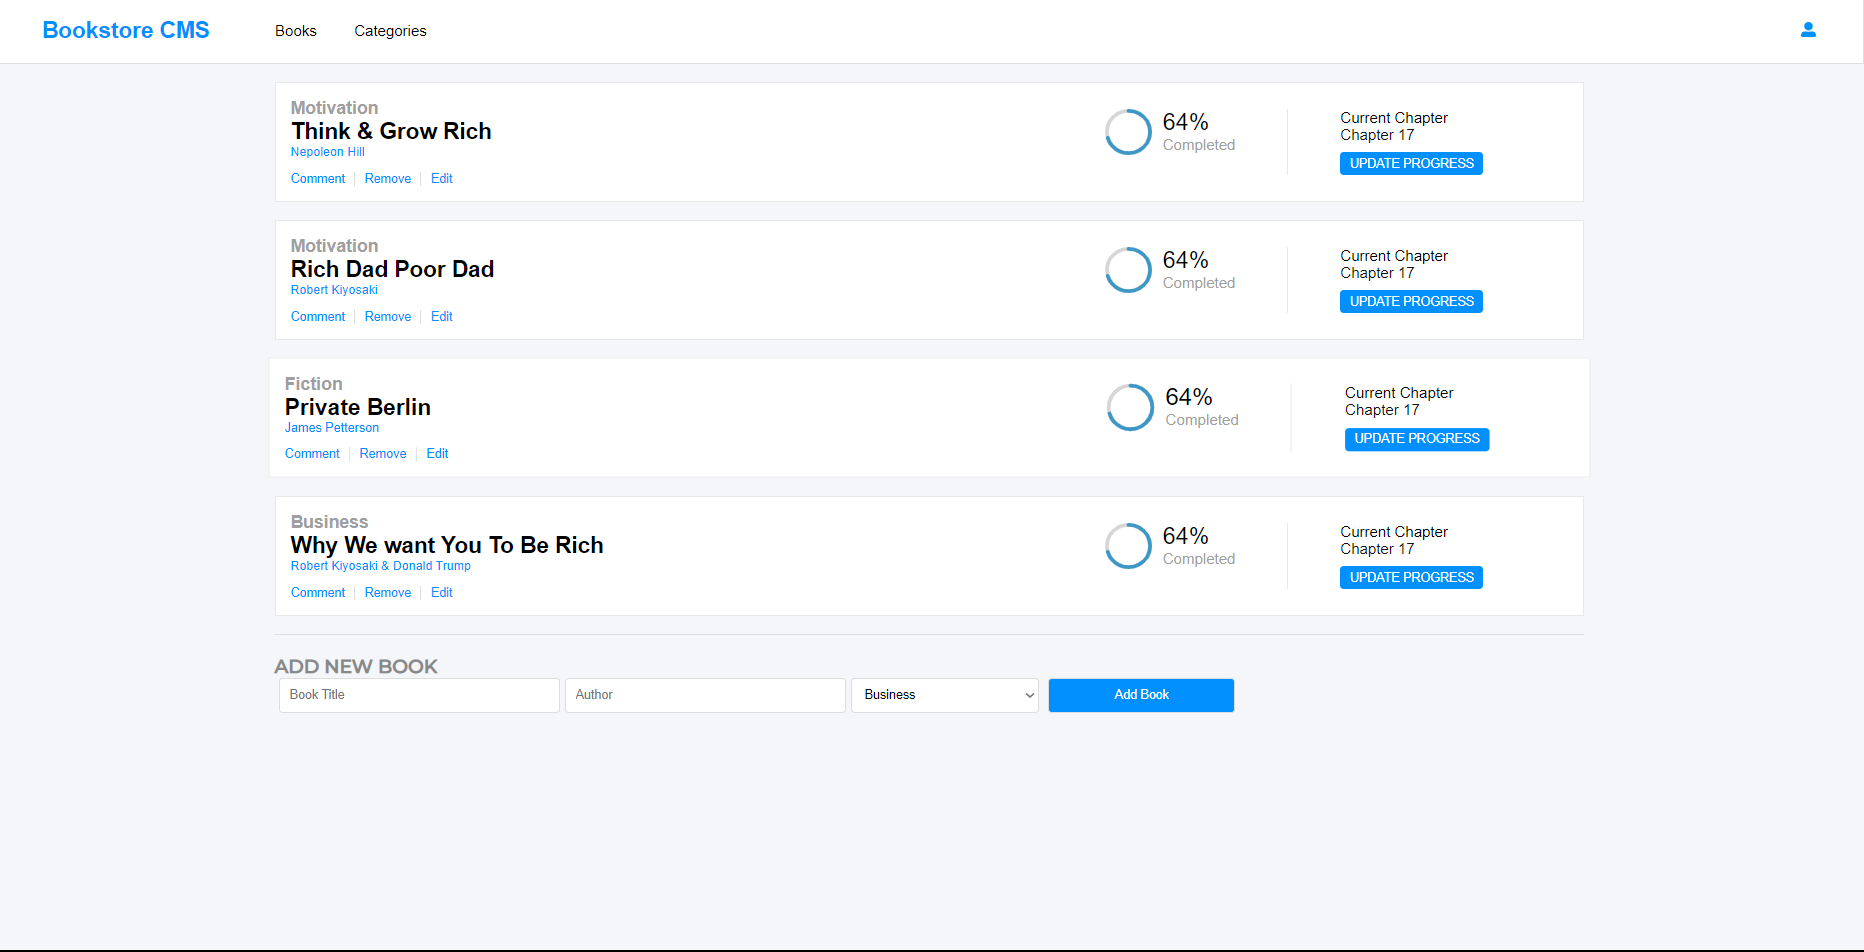 Bookstore CMS Books Categories
Motivation
Think & Grow Rich
Nepoleon Hill
Comment Remove Edit
64%
Completed
Current Chapter
Chapter 17
UPDATE PROGRESS
Motivation
Rich Dad Poor Dad
Robert Kiyosaki
Comment Remove Edit
64%
Completed
Current Chapter
Chapter 17
UPDATE PROGRESS
Fiction
Private Berlin
James Petterson
Comment Remove Edit
64%
Completed
Current Chapter
Chapter 17
UPDATE PROGRESS
Business
Why We want You To Be Rich
Robert Kiyosaki & Donald Trump
Comment Remove Edit
64%
Completed
Current Chapter
Chapter 17
UPDATE PROGRESS
ADD NEW BOOK
Book Title Author Business Add Book